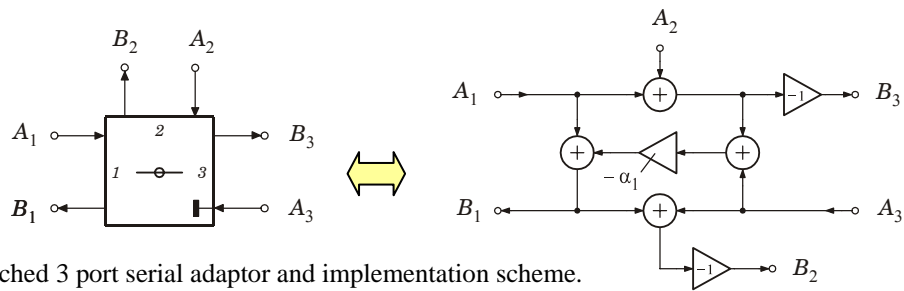 B₂ A₂
A₁ B₃
2
1 3
B₁ A₃
A₂
A₁ + -1 B₃
+ +
- α₁
B₁ + A₃
-1 B₂
ched 3 port serial adaptor and implementation scheme.